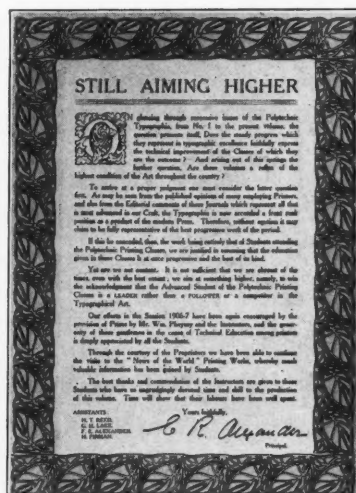 STILL AIMING HIGHER
ON glancing through successive issues of the Polytechnic
Typographia, from No. 1 to the present volume, the
question presents itself, Does the steady progress which
they represent in typographic excellence faithfully express
the technical improvement of the Classes of which they
are the outcome? And arising out of this springs the
further question, Are these volumes a reflex of the
highest condition of the Art throughout the country?
To arrive at a proper judgment one must consider the latter question
first. As may be seen from the published opinions of many employing Printers,
and also from the Editorial comments of those Journals which represent all that
is most advanced in our Craft, the Typographia is now accorded a front rank
position as a product of the modern Press. Therefore, without egotism it may
claim to be fully representative of the best progressive work of the period.
If this be conceded, then, the work being entirely that of Students attending
the Polytechnic Printing Classes, we are justified in assuming that the education
given in those Classes is at once progressive and the best of its kind.
Yet are we not content. It is not sufficient that we are abreast of the
times, even with the best extant; we aim at something higher, namely, to win
the acknowledgment that the Advanced Student of the Polytechnic Printing
Classes is a LEADER rather than a FOLLOWER or a competitor in the
Typographical Art.
Our efforts in the Session 1906-7 have been again encouraged by the
provision of Prizes by Mr. Wm. and the Instructors, and the generosity
of these gentlemen in the cause of Technical Education among printers
is deeply appreciated by all the Students.
Through the courtesy of the Proprietors we have been able to continue
the visits to the "News of the World" Printing Works, whereby much
valuable information has been gained by Students.
The best thanks and commendation of the Instructors are given to those
Students who have so ungrudgingly devoted time and skill to the production
of this volume. Time will show that their labours have been well spent.
ASSISTANTS:
Yours faithfully,
F. E. ALEXANDER.
C R. Alexander
Principal.